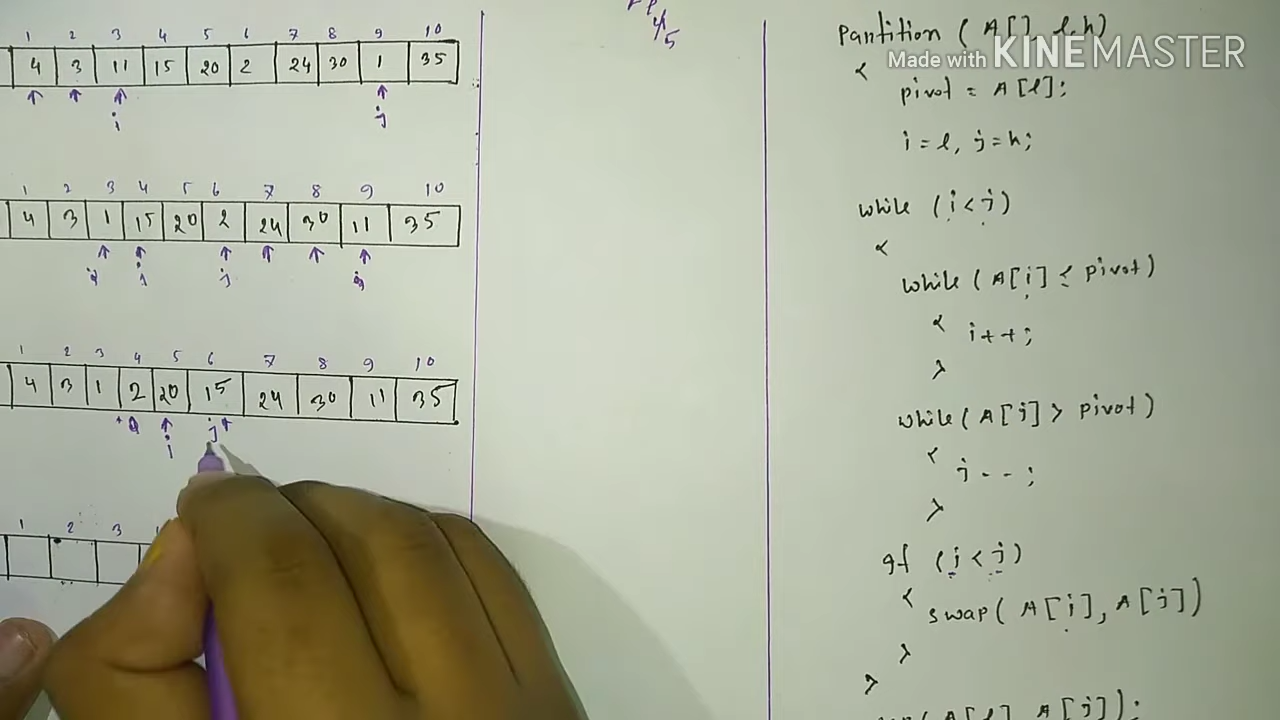 1 2 3 4 5 6 7 8 9 10
4 3 11 15 20 2 24 30 1 35
i j
1 2 3 4 5 6 7 8 9 10
4 3 1 15 20 2 24 30 11 35
i j
1 2 3 4 5 6 7 8 9 10
4 3 1 2 20 15 24 30 11 35
i j
1 2 3
Partition (A[], l,h)
Made with KINEMASTER
{
pivot = A[l];
i = l, j = h;
while (i < j)
{
while (A[i] ≤ pivot)
{ i++;
}
while (A[j] > pivot)
{
j--;
}
if (i < j)
{
swap( A[i], A[j])
}
}
A[l], A[j]);